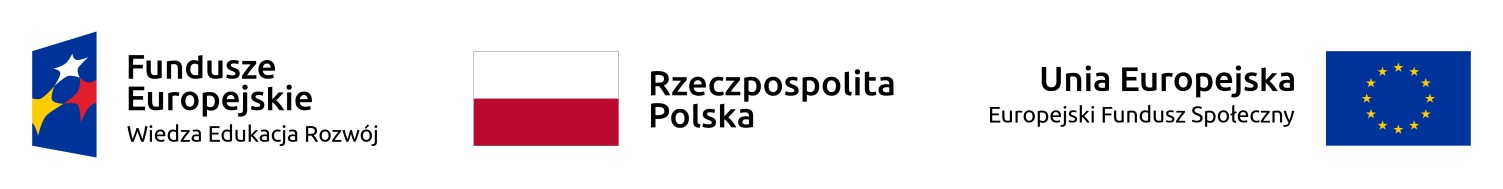 Fundusze
Europejskie
Wiedza Edukacja Rozwój
Rzeczpospolita
Polska
Unia Europejska
Europejski Fundusz Społeczny